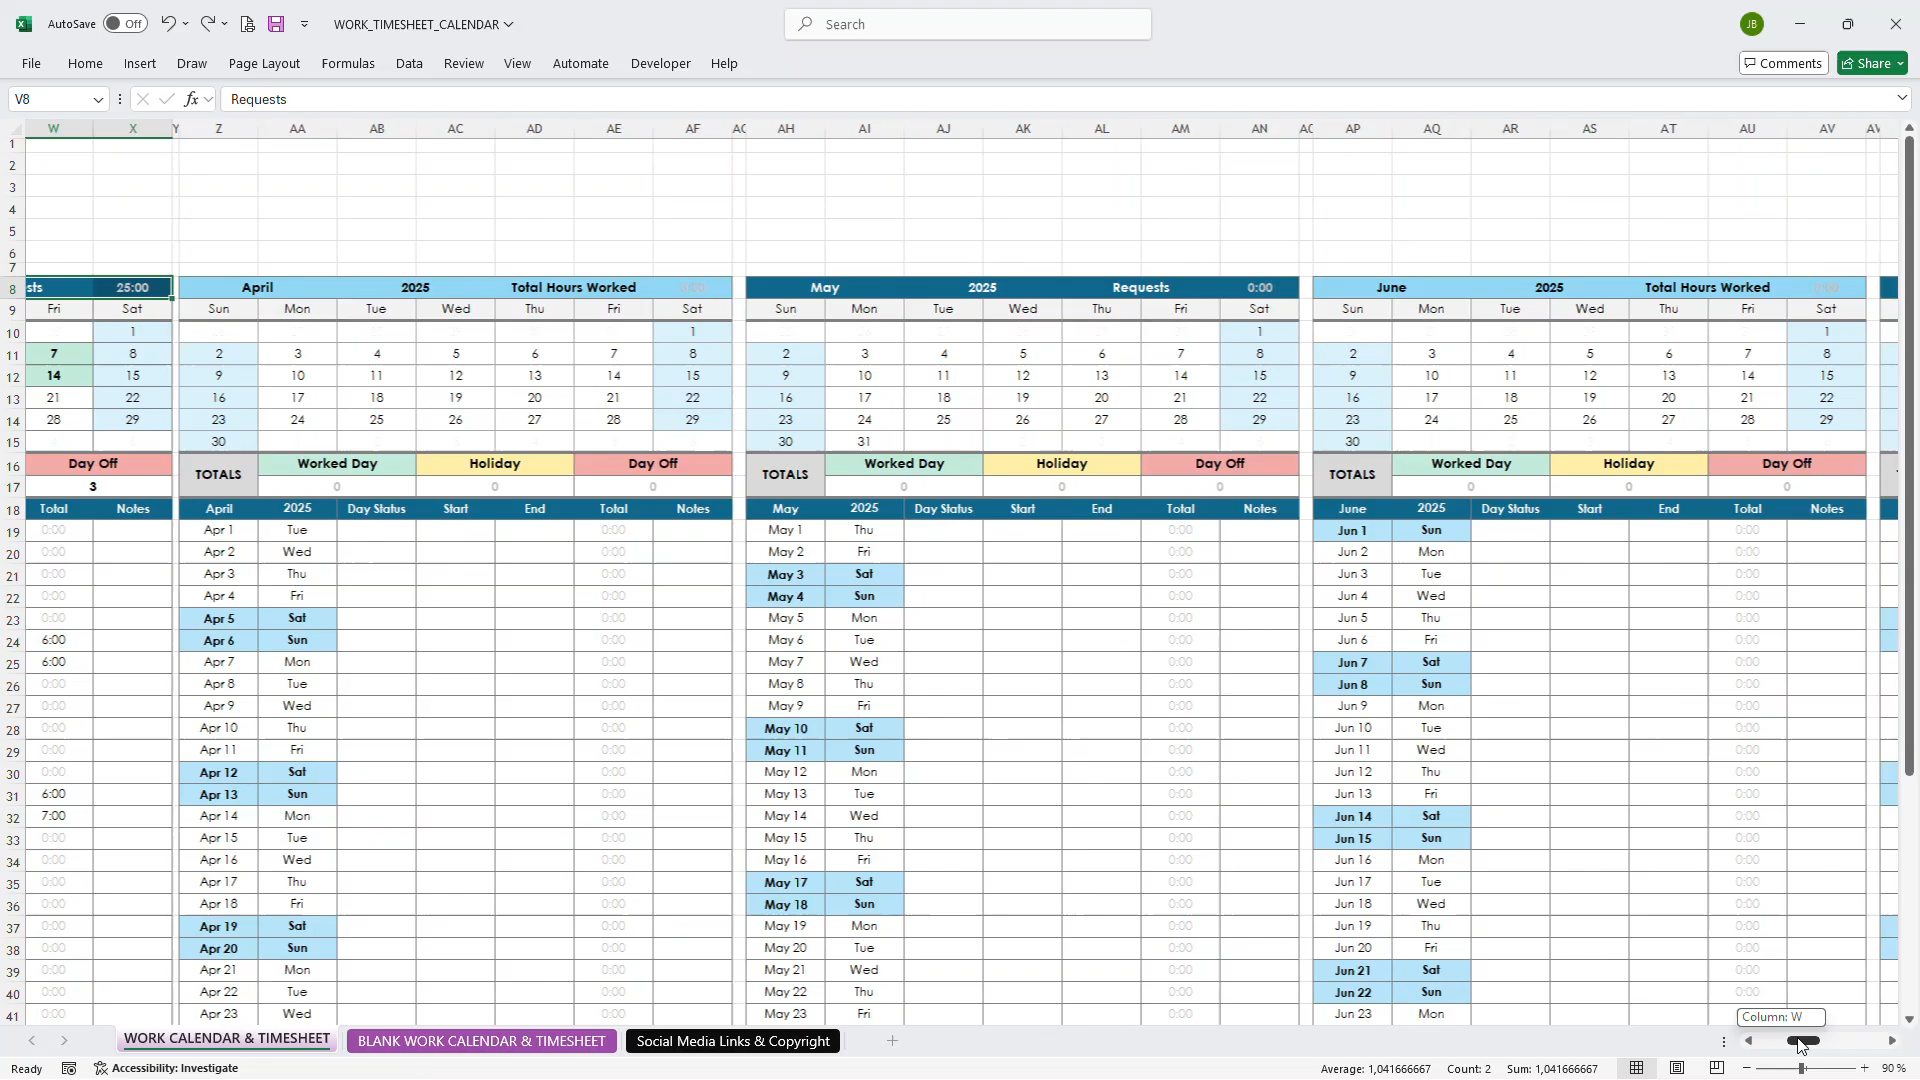 AutoSave Off WORK_TIMESHEET_CALENDAR Search JB
File Home Insert Draw Page Layout Formulas Data Review View Automate Developer Help Comments Share
V8 fx Requests
W X Y Z AA AB AC AD AE AF AH AI AJ AK AL AM AN AP AQ AR AS AT AU AV
1
2
3
4
5
6
7
8 sts 25:00 April 2025 Total Hours Worked 0:00 May 2025 Requests 0:00 June 2025 Total Hours Worked 0:00
9 Fri Sat Sun Mon Tue Wed Thu Fri Sat Sun Mon Tue Wed Thu Fri Sat Sun Mon Tue Wed Thu Fri Sat
10 1 1 1 1
11 7 8 2 3 4 5 6 7 8 2 3 4 5 6 7 8 2 3 4 5 6 7 8
12 14 15 9 10 11 12 13 14 15 9 10 11 12 13 14 15 9 10 11 12 13 14 15
13 21 22 16 17 18 19 20 21 22 16 17 18 19 20 21 22 16 17 18 19 20 21 22
14 28 29 23 24 25 26 27 28 29 23 24 25 26 27 28 29 23 24 25 26 27 28 29
15 30 30 31 30
16 Day Off TOTALS Worked Day Holiday Day Off TOTALS Worked Day Holiday Day Off TOTALS Worked Day Holiday Day Off
17 3 0 0 0 0 0 0 0 0 0
18 Total Notes April 2025 Day Status Start End Total Notes May 2025 Day Status Start End Total Notes June 2025 Day Status Start End Total Notes
19 0:00 Apr 1 Tue 0:00 May 1 Thu 0:00 Jun 1 Sun 0:00
20 0:00 Apr 2 Wed 0:00 May 2 Fri 0:00 Jun 2 Mon 0:00
21 0:00 Apr 3 Thu 0:00 May 3 Sat 0:00 Jun 3 Tue 0:00
22 0:00 Apr 4 Fri 0:00 May 4 Sun 0:00 Jun 4 Wed 0:00
23 0:00 Apr 5 Sat 0:00 May 5 Mon 0:00 Jun 5 Thu 0:00
24 6:00 Apr 6 Sun 0:00 May 6 Tue 0:00 Jun 6 Fri 0:00
25 6:00 Apr 7 Mon 0:00 May 7 Wed 0:00 Jun 7 Sat 0:00
26 0:00 Apr 8 Tue 0:00 May 8 Thu 0:00 Jun 8 Sun 0:00
27 0:00 Apr 9 Wed 0:00 May 9 Fri 0:00 Jun 9 Mon 0:00
28 0:00 Apr 10 Thu 0:00 May 10 Sat 0:00 Jun 10 Tue 0:00
29 0:00 Apr 11 Fri 0:00 May 11 Sun 0:00 Jun 11 Wed 0:00
30 0:00 Apr 12 Sat 0:00 May 12 Mon 0:00 Jun 12 Thu 0:00
31 6:00 Apr 13 Sun 0:00 May 13 Tue 0:00 Jun 13 Fri 0:00
32 7:00 Apr 14 Mon 0:00 May 14 Wed 0:00 Jun 14 Sat 0:00
33 0:00 Apr 15 Tue 0:00 May 15 Thu 0:00 Jun 15 Sun 0:00
34 0:00 Apr 16 Wed 0:00 May 16 Fri 0:00 Jun 16 Mon 0:00
35 0:00 Apr 17 Thu 0:00 May 17 Sat 0:00 Jun 17 Tue 0:00
36 0:00 Apr 18 Fri 0:00 May 18 Sun 0:00 Jun 18 Wed 0:00
37 0:00 Apr 19 Sat 0:00 May 19 Mon 0:00 Jun 19 Thu 0:00
38 0:00 Apr 20 Sun 0:00 May 20 Tue 0:00 Jun 20 Fri 0:00
39 0:00 Apr 21 Mon 0:00 May 21 Wed 0:00 Jun 21 Sat 0:00
40 0:00 Apr 22 Tue 0:00 May 22 Thu 0:00 Jun 22 Sun 0:00
41 0:00 Apr 23 Wed 0:00 May 23 Fri 0:00 Jun 23 Mon
Column: W
WORK CALENDAR & TIMESHEET BLANK WORK CALENDAR & TIMESHEET Social Media Links & Copyright
Ready Accessibility: Investigate Average: 1,041666667 Count: 2 Sum: 1,041666667 90 %